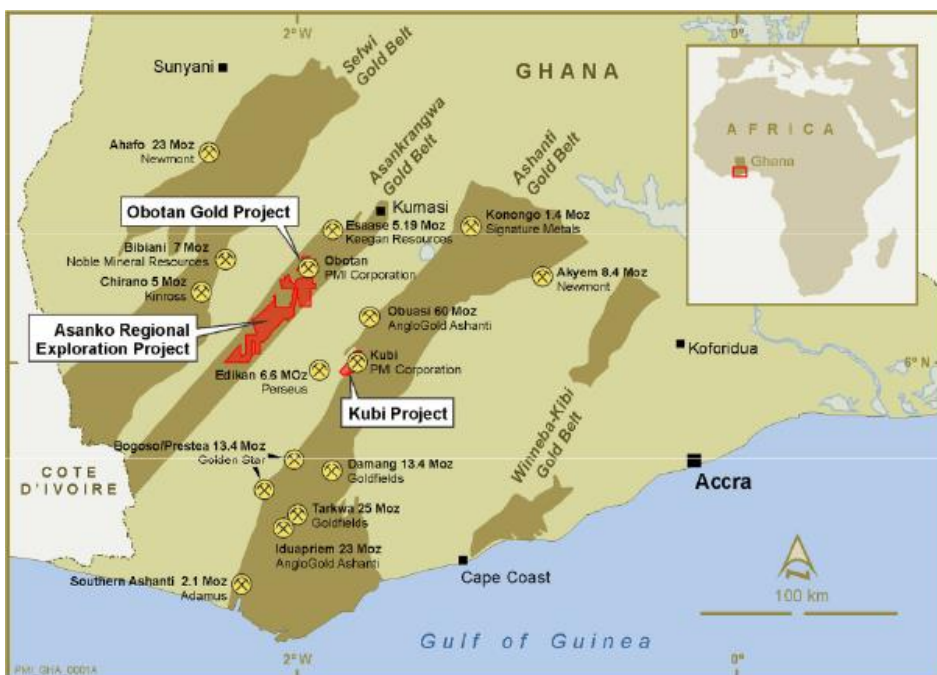 2° W
0°
Sunyani
Sefwi
Gold Belt
GHANA
AFRICA
Ghana
Ahafo 23 Moz
Newmont
Asankrangwa
Gold Belt
Ashanti
Gold Belt
Obotan Gold Project
Kumasi
Esaase 5.19 Moz
Keegan Resources
Konongo 1.4 Moz
Signature Metals
Bibiani 7 Moz
Noble Mineral Resources
Obotan
PMI Corporation
Akyem 8.4 Moz
Newmont
Chirano 5 Moz
Kinross
Obuasi 60 Moz
AngloGold Ashanti
Asanko Regional
Exploration Project
Koforidua
Kubi
PMI Corporation
6° N
Edikan 6.6 MOz
Perseus
Kubi Project
Winneba-Kibi
Gold Belt
Bogoso/Prestea 13.4 Moz
Golden Star
COTE
D'IVOIRE
Damang 13.4 Moz
Goldfields
Accra
Tarkwa 25 Moz
Goldfields
Iduapriem 23 Moz
AngloGold Ashanti
Southern Ashanti 2.1 Moz
Adamus
Cape Coast
N
100 km
Gulf of Guinea
2° W
0°
PMI GHA 0001A